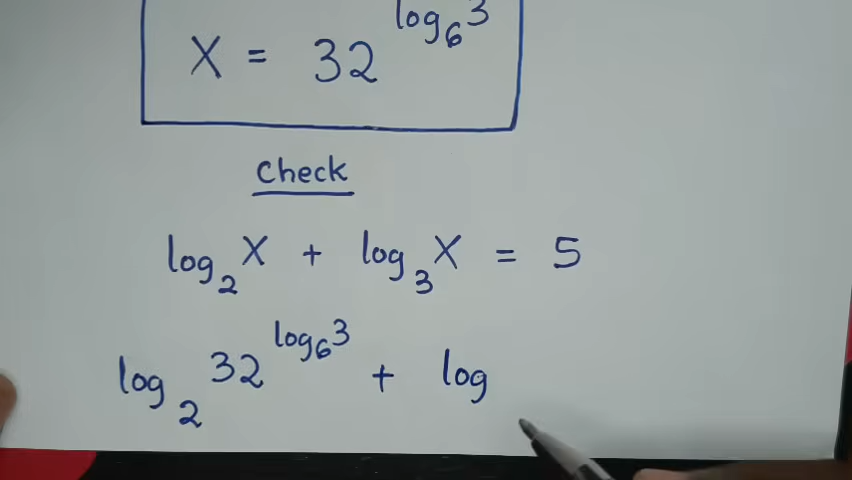 X = 32^{log_6 3}
Check
log_2 X + log_3 X = 5
log_2 32^{log_6 3} + log